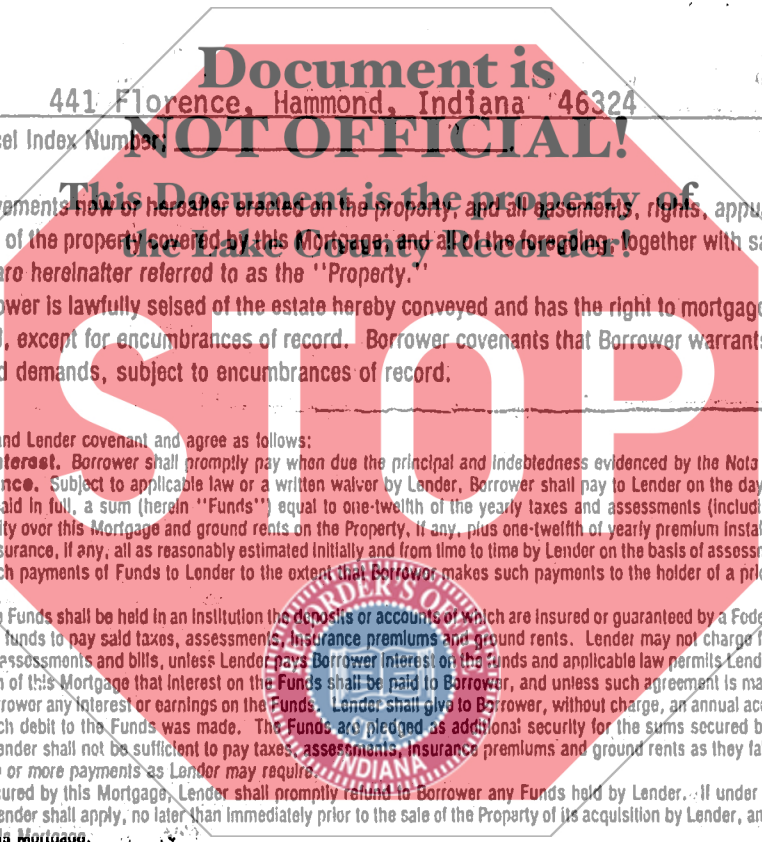 Document is
441 Florence, Hammond, Indiana 46324
cel Index Number:
NOT OFFICIAL!
This Document is the property of
ements now or hereafter erected on the property, and all easements, rights, appu
of the property covered by this Mortgage; and all of the foregoing, together with sa
the Lake County Recorder!
are hereinafter referred to as the "Property."
ower is lawfully seised of the estate hereby conveyed and has the right to mortgage
, except for encumbrances of record. Borrower covenants that Borrower warrants
d demands, subject to encumbrances of record.
STOP
and Lender covenant and agree as follows:
terest. Borrower shall promptly pay when due the principal and indebtedness evidenced by the Note
nce. Subject to applicable law or a written waiver by Lender, Borrower shall pay to Lender on the day
aid in full, a sum (herein "Funds") equal to one-twelfth of the yearly taxes and assessments (includi
ity over this Mortgage and ground rents on the Property, if any, plus one-twelfth of yearly premium instal
surance, if any, all as reasonably estimated initially and from time to time by Lender on the basis of assessm
ch payments of Funds to Lender to the extent that Borrower makes such payments to the holder of a prio
Funds shall be held in an institution the deposits or accounts of which are insured or guaranteed by a Fede
funds to pay said taxes, assessments, insurance premiums and ground rents. Lender may not charge f
assessments and bills, unless Lender pays Borrower interest on the funds and applicable law permits Lend
n of this Mortgage that interest on the Funds shall be paid to Borrower, and unless such agreement is ma
rrower any interest or earnings on the Funds. Lender shall give to Borrower, without charge, an annual acc
ch debit to the Funds was made. The Funds are pledged as additional security for the sums secured b
ender shall not be sufficient to pay taxes, assessments, insurance premiums and ground rents as they fa
or more payments as Lender may require.
RECORDER'S OFFICE
INDIANA
ured by this Mortgage, Lender shall promptly refund to Borrower any Funds held by Lender. If under
ender shall apply, no later than immediately prior to the sale of the Property of its acquisition by Lender, an
is Mortgage.